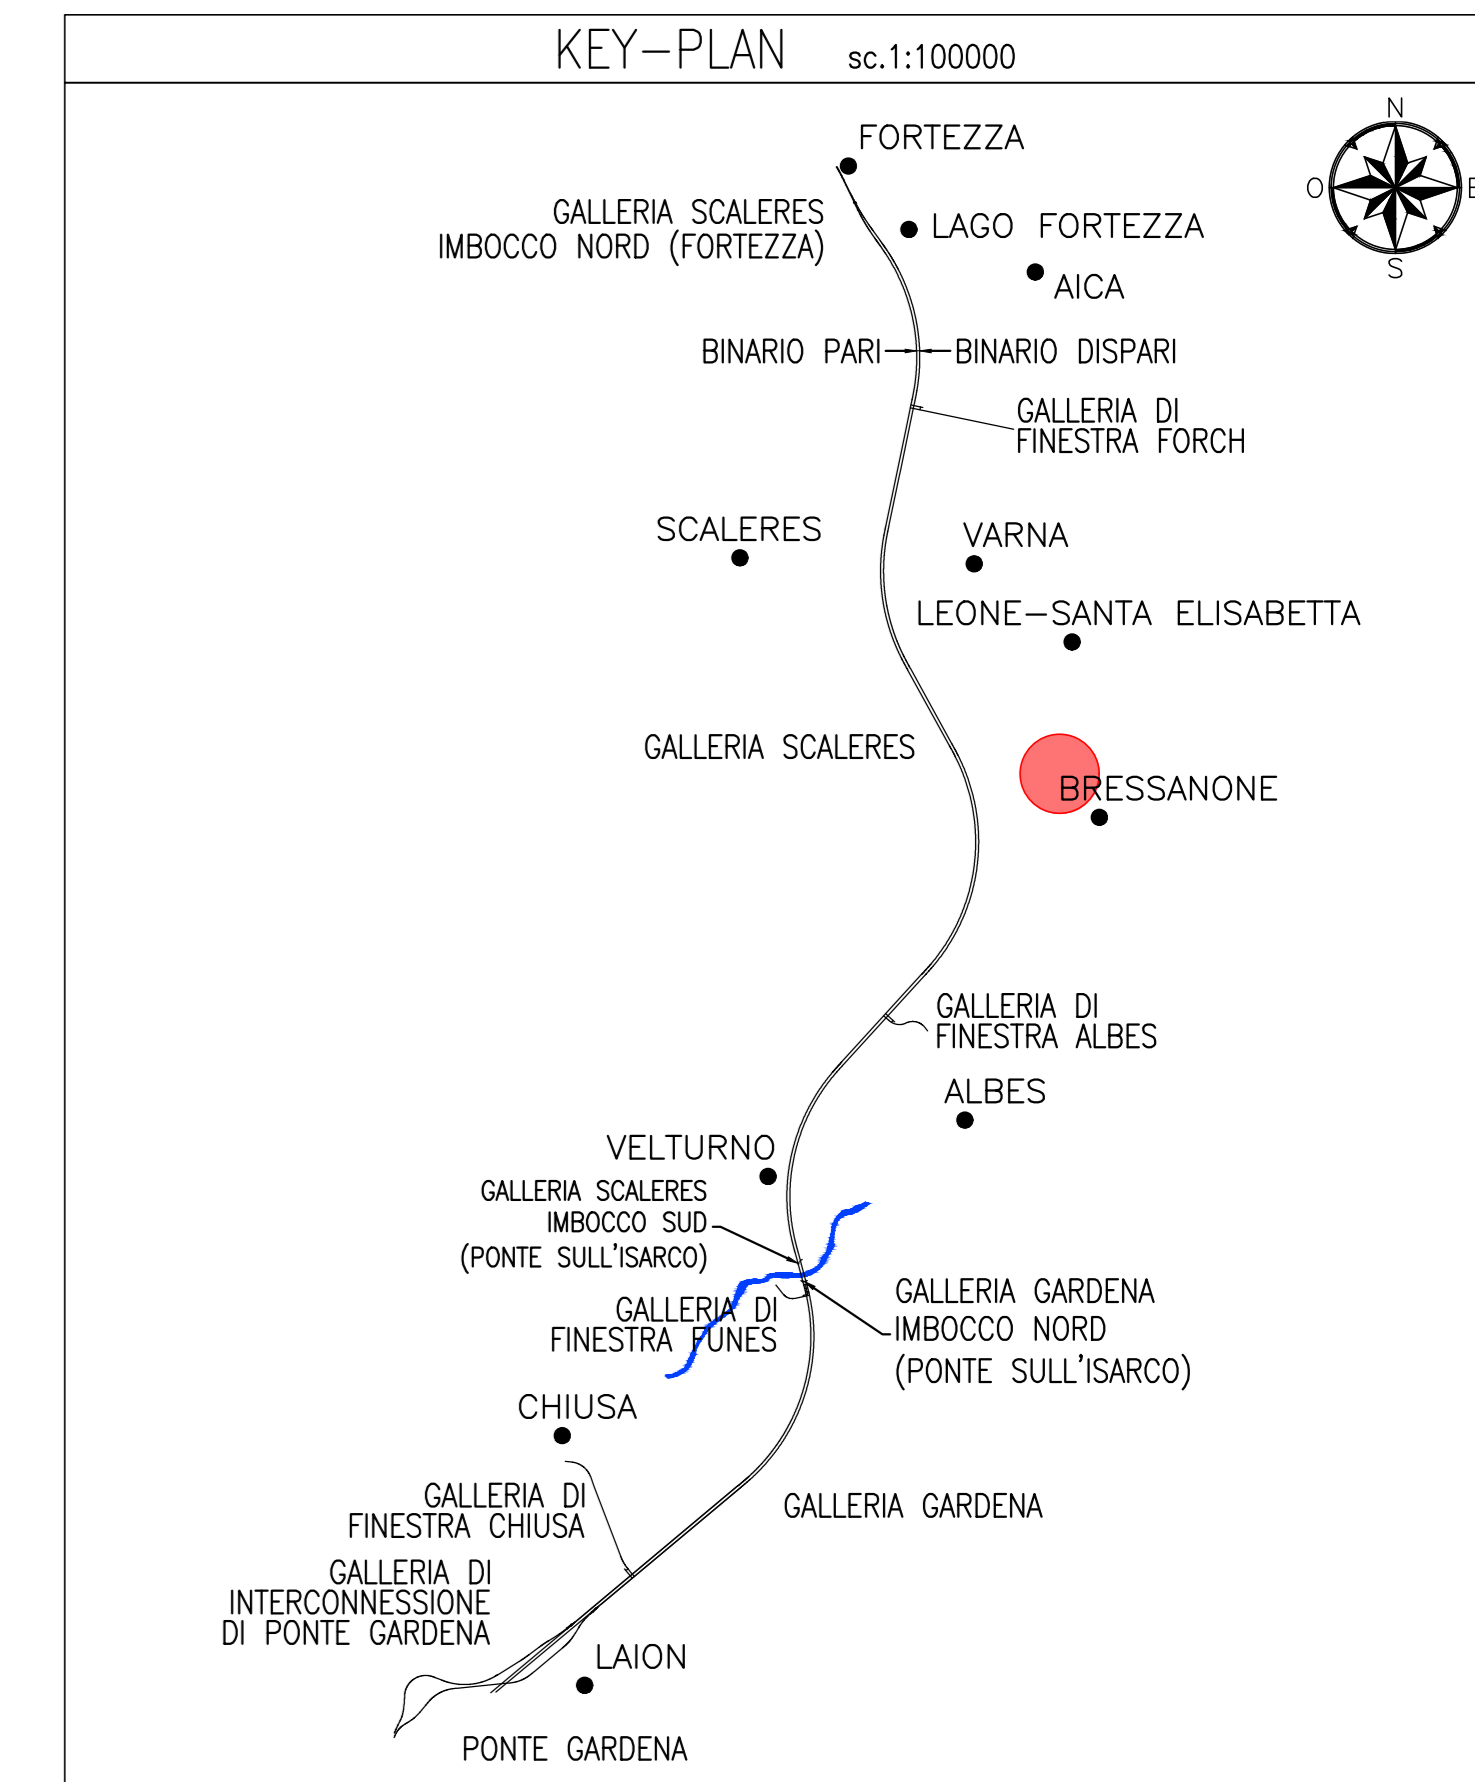 KEY-PLAN sc.1:100000
N
O
E
S
FORTEZZA
GALLERIA SCALERES
IMBOCCO NORD (FORTEZZA)
LAGO FORTEZZA
AICA
BINARIO PARI
BINARIO DISPARI
GALLERIA DI
FINESTRA FORCH
SCALERES
VARNA
LEONE-SANTA ELISABETTA
GALLERIA SCALERES
BRESSANONE
GALLERIA DI
FINESTRA ALBES
ALBES
VELTURNO
GALLERIA SCALERES
IMBOCCO SUD
(PONTE SULL'ISARCO)
GALLERIA DI
FINESTRA FUNES
GALLERIA GARDENA
IMBOCCO NORD
(PONTE SULL'ISARCO)
CHIUSA
GALLERIA DI
FINESTRA CHIUSA
GALLERIA GARDENA
GALLERIA DI
INTERCONNESSIONE
DI PONTE GARDENA
LAION
PONTE GARDENA